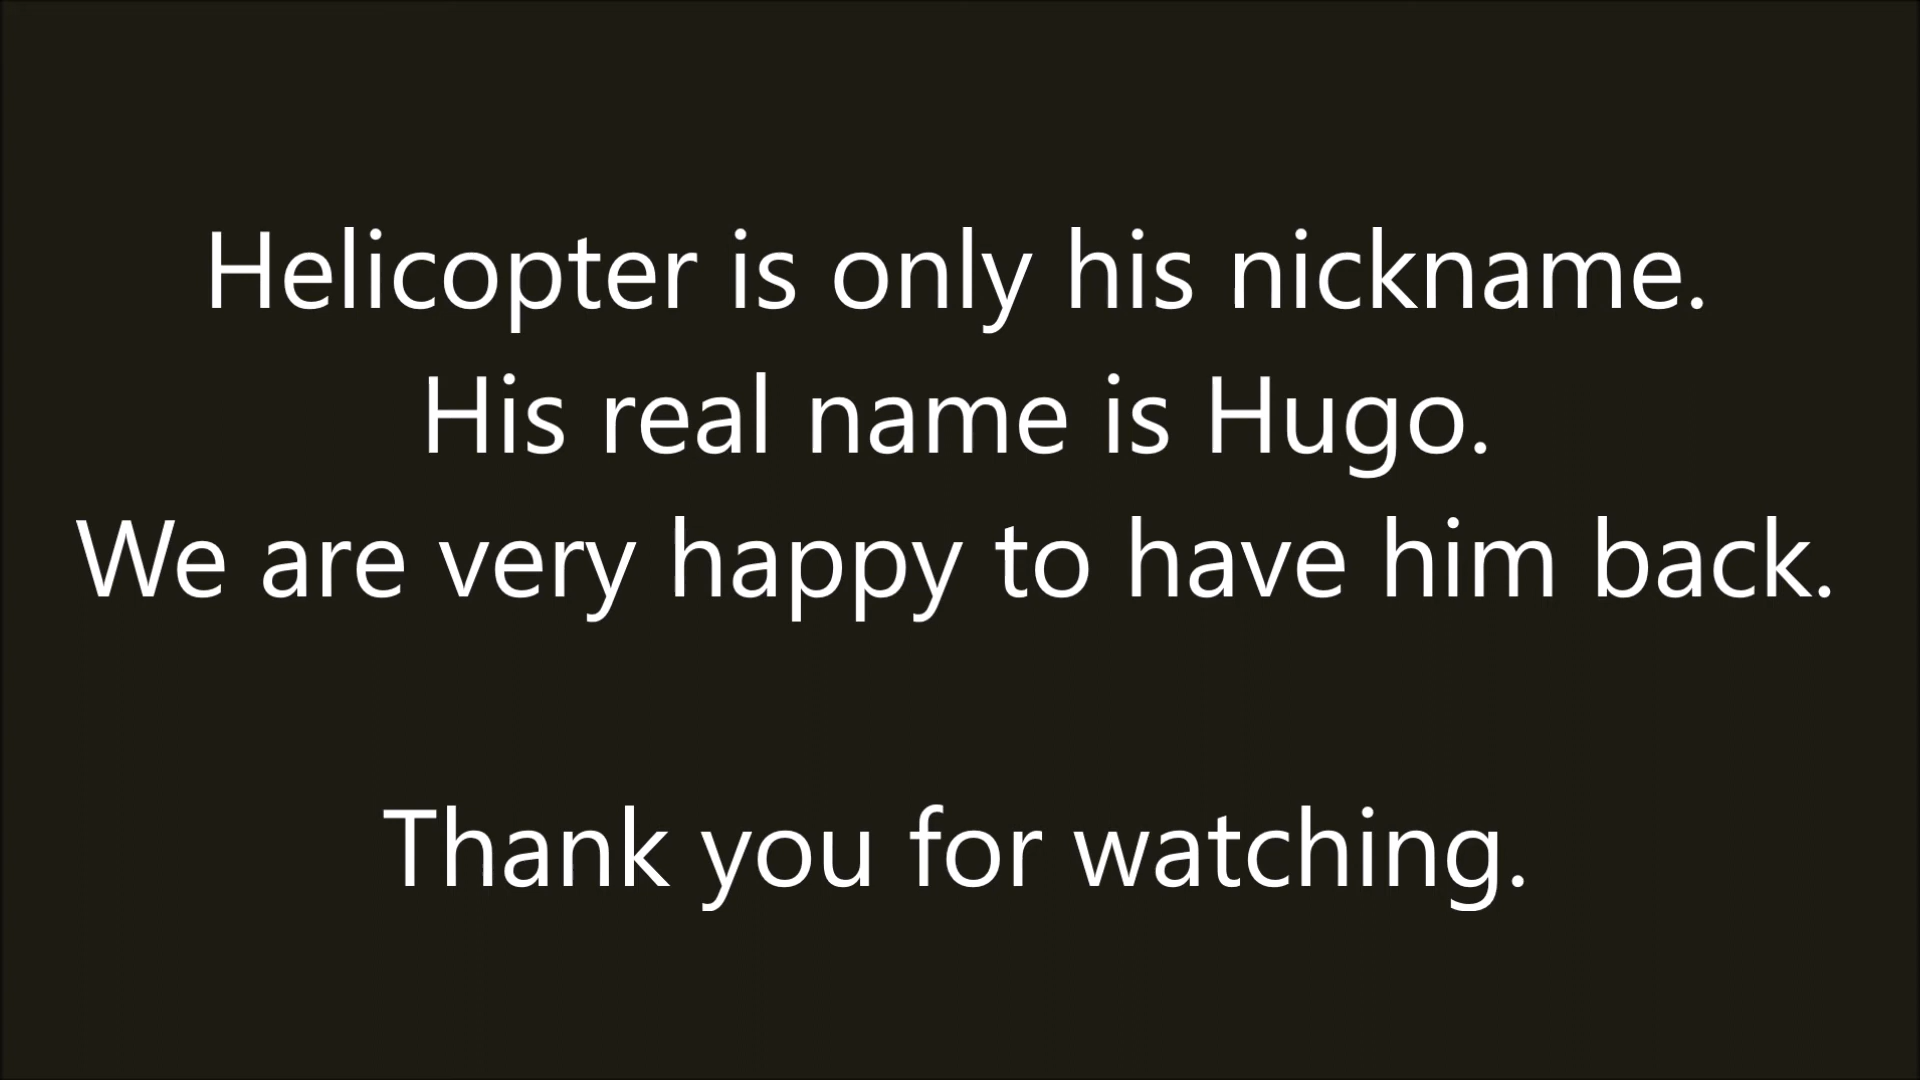 Helicopter is only his nickname.
His real name is Hugo.
We are very happy to have him back.
Thank you for watching.